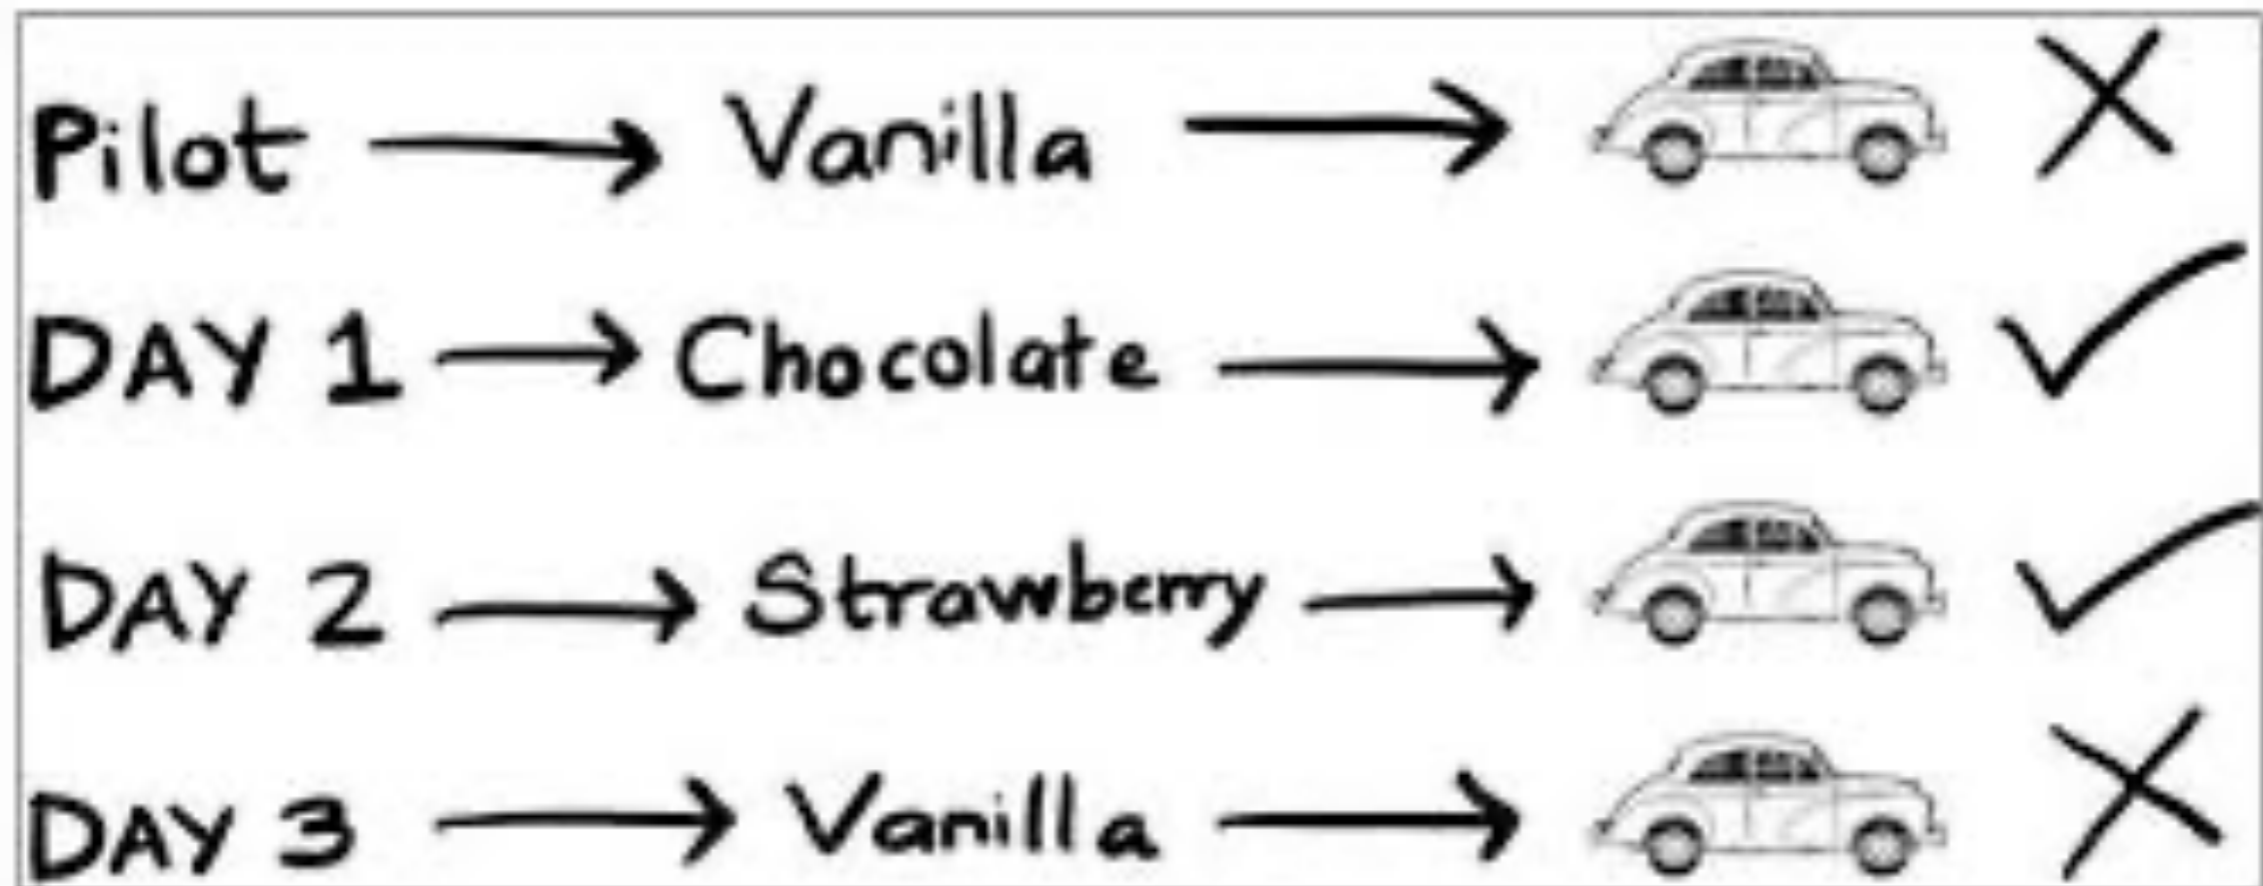 Pilot → Vanilla →
DAY 1 → Chocolate →
DAY 2 → Strawberry →
DAY 3 → Vanilla →